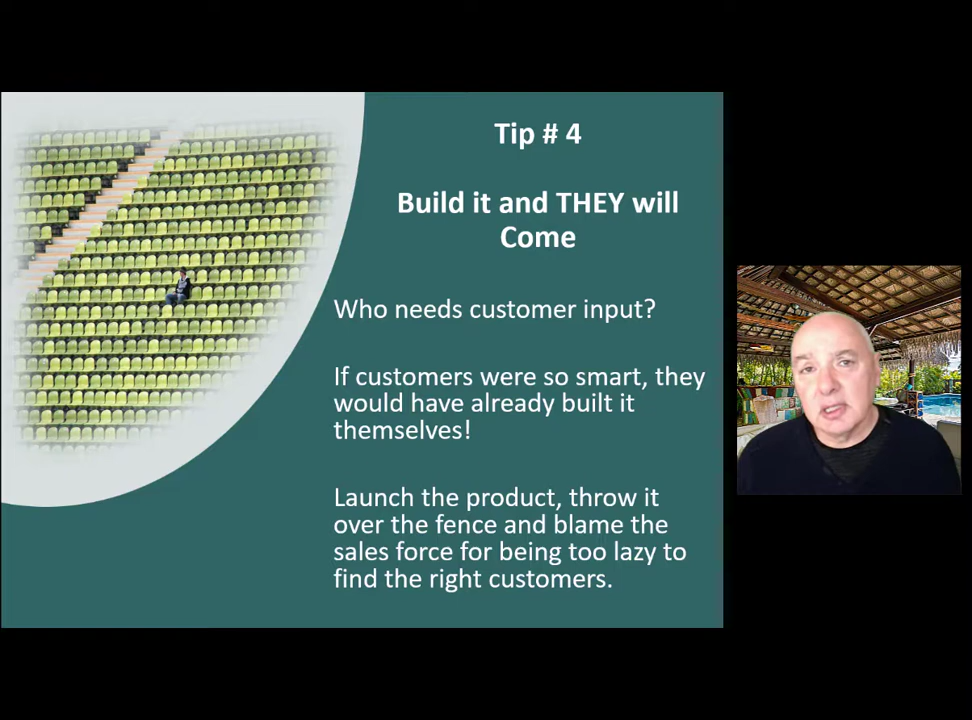 Tip # 4
Build it and THEY will
Come
Who needs customer input?
If customers were so smart, they
would have already built it
themselves!
Launch the product, throw it
over the fence and blame the
sales force for being too lazy to
find the right customers.